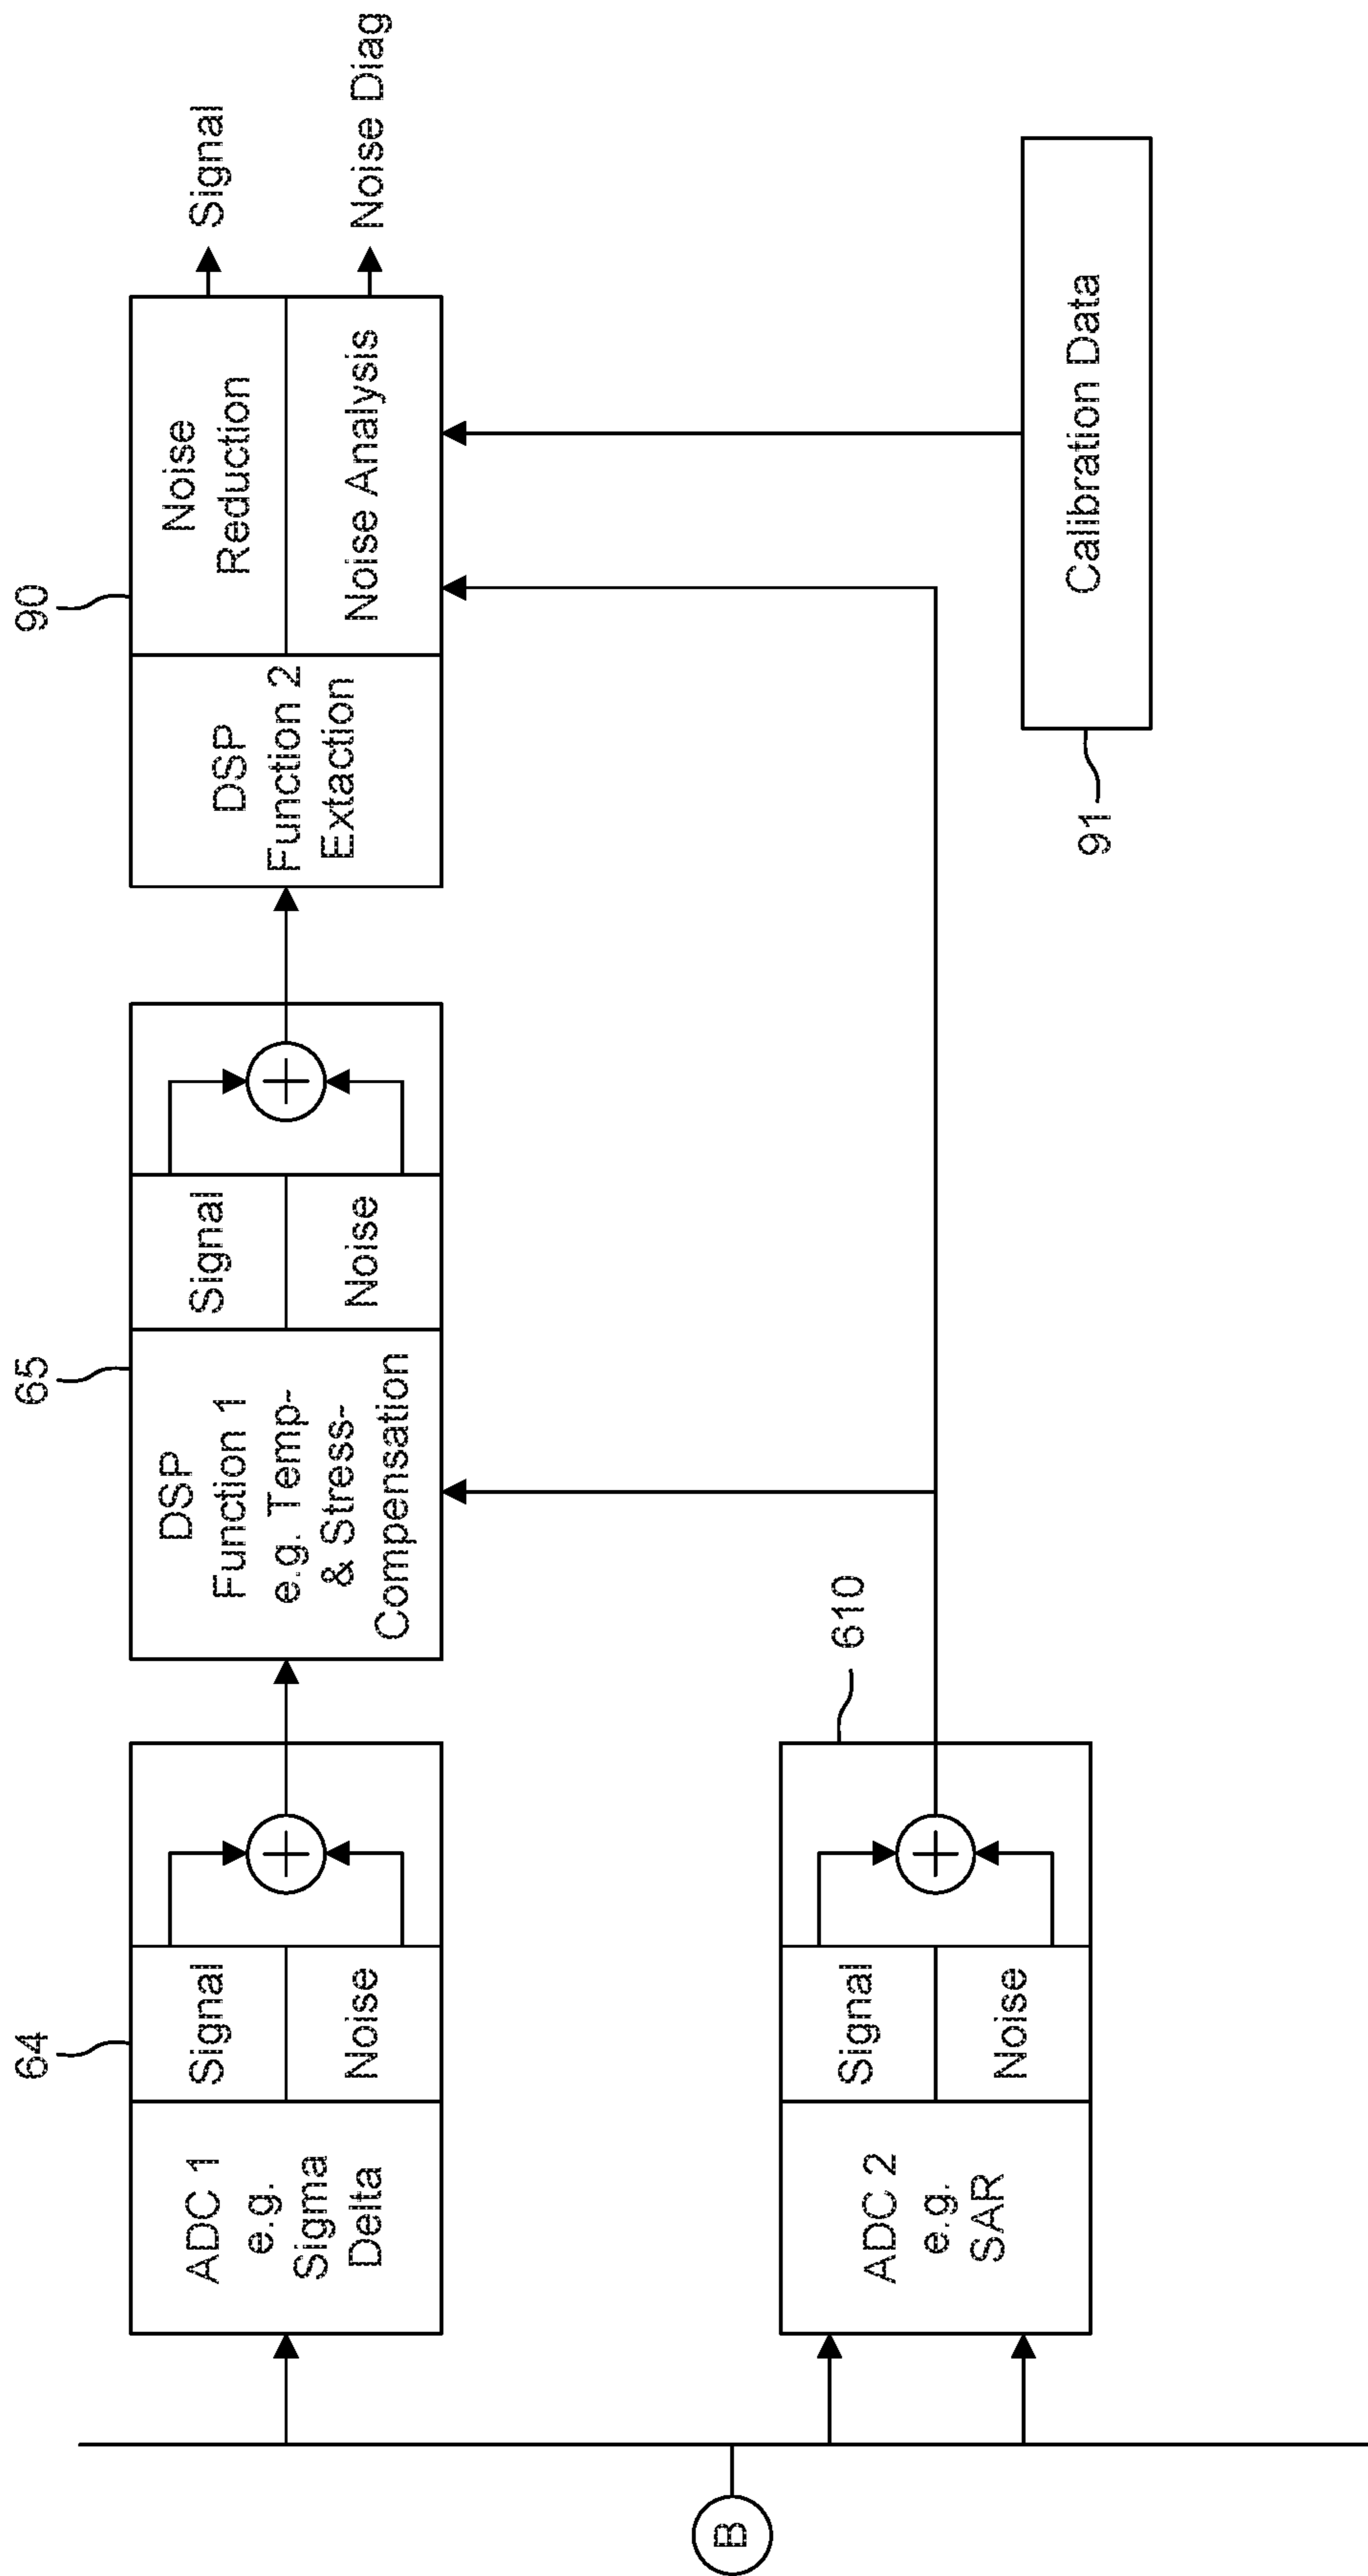 B
64
ADC 1
e.g.
Sigma
Delta
Signal
Noise
65
DSP
Function 1
e.g. Temp-
& Stress-
Compensation
Signal
Noise
90
DSP
Function 2
Extaction
Noise
Reduction
Noise Analysis
Signal
Noise Diag
ADC 2
e.g.
SAR
Signal
Noise
610
91
Calibration Data